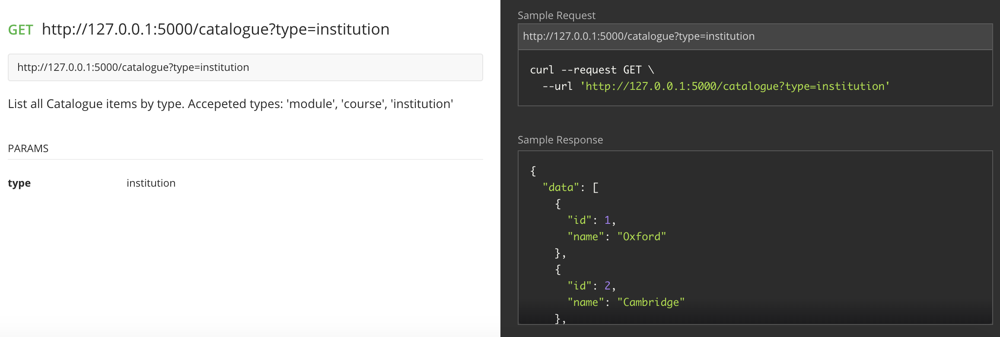 GET http://127.0.0.1:5000/catalogue?type=institution
http://127.0.0.1:5000/catalogue?type=institution
List all Catalogue items by type. Accepeted types: 'module', 'course', 'institution'
PARAMS
type institution
Sample Request
http://127.0.0.1:5000/catalogue?type=institution
curl --request GET \
--url 'http://127.0.0.1:5000/catalogue?type=institution'
Sample Response
{
"data": [
{
"id": 1,
"name": "Oxford"
},
{
"id": 2,
"name": "Cambridge"
},